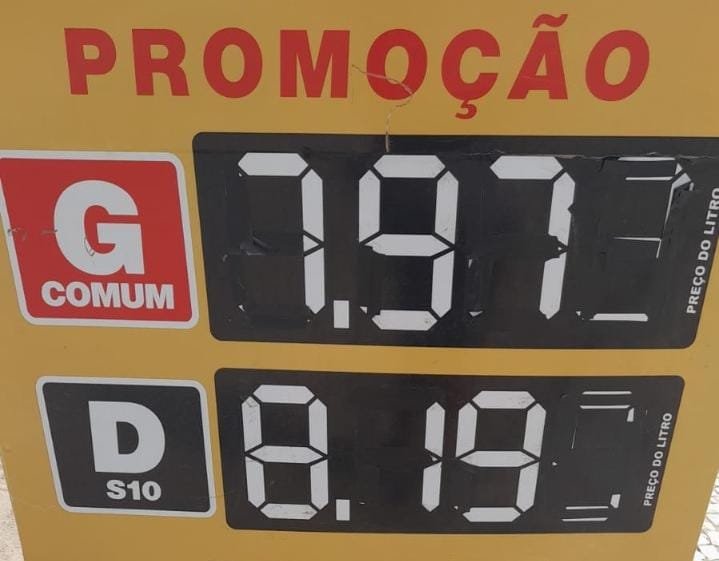 PROMOÇÃO
G
COMUM
7.97
PREÇO DO LITRO
D
S10
8.19
PREÇO DO LITRO